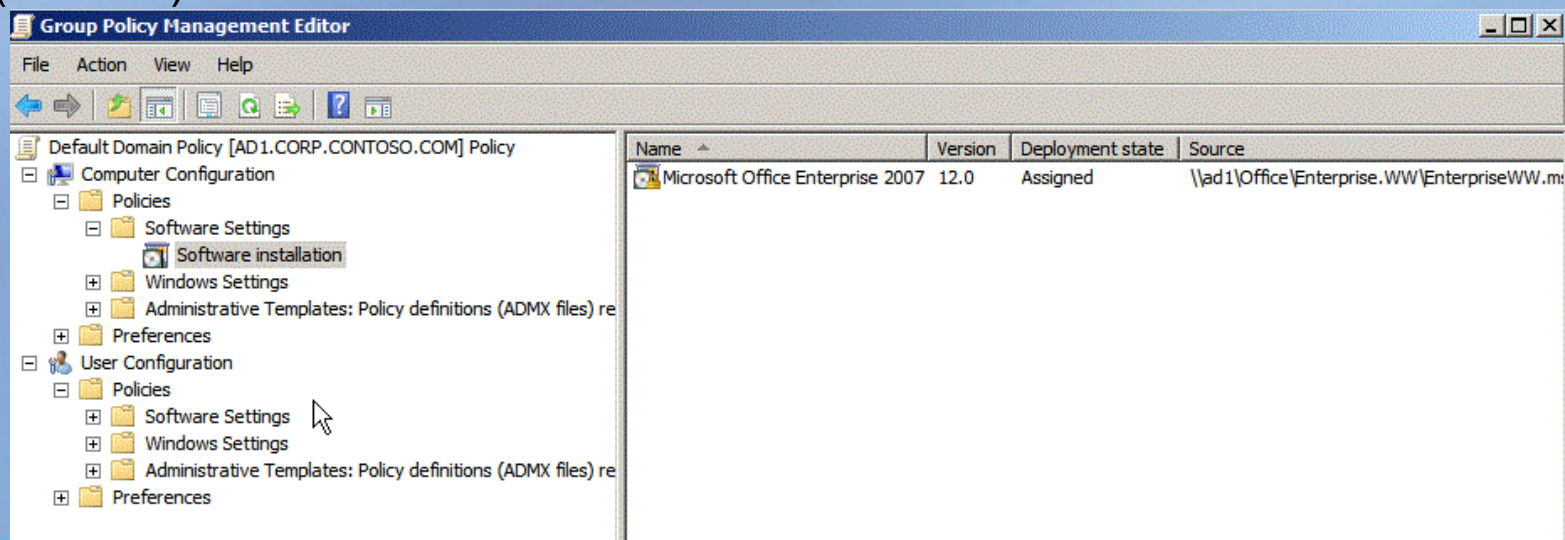 Group Policy Management Editor
File Action View Help
Default Domain Policy [AD1.CORP.CONTOSO.COM] Policy
Computer Configuration
Policies
Software Settings
Software installation
Windows Settings
Administrative Templates: Policy definitions (ADMX files) re
Preferences
User Configuration
Policies
Software Settings
Windows Settings
Administrative Templates: Policy definitions (ADMX files) re
Preferences
Name Version Deployment state Source
Microsoft Office Enterprise 2007 12.0 Assigned \\ad1\Office\Enterprise.WW\EnterpriseWW.m